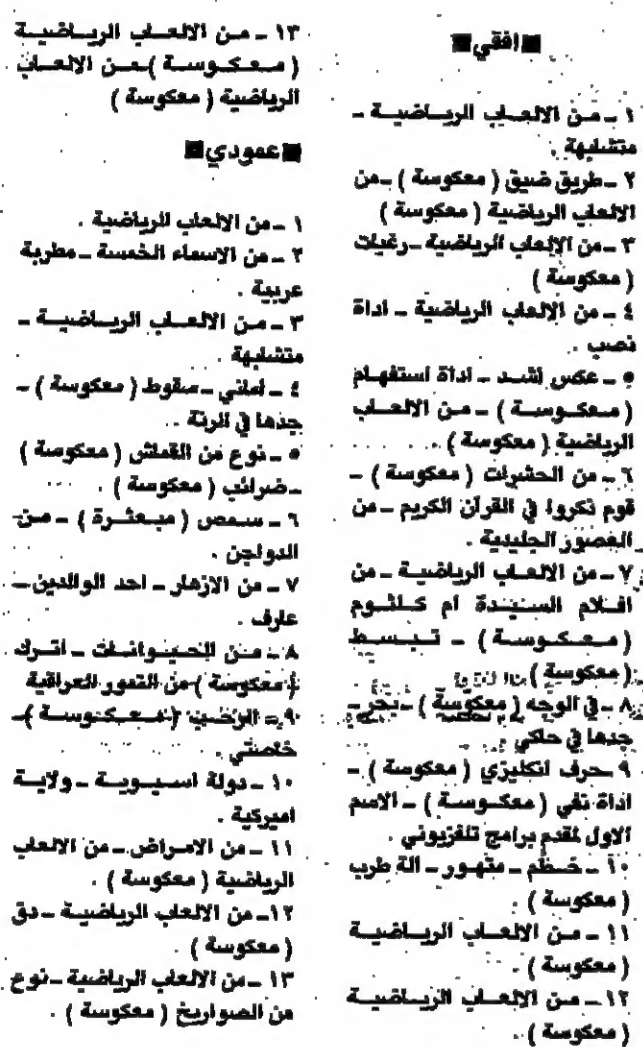 ■ افقي ■
١ ـ من الالعاب الرياضية ـ
متشابهة .
٢ ـ طريق ضيق ( معكوسة ) ـ من
الالعاب الرياضية ( معكوسة )
٣ ـ من الالعاب الرياضية ـ رغبات
( معكوسة )
٤ ـ من الالعاب الرياضية ـ اداة
نصب .
٥ ـ عكس اشد ـ اداة استفهام
( معكوسة ) ـ من الالعاب
الرياضية ( معكوسة ) .
٦ ـ من الحشرات ( معكوسة ) ـ
قوم ذكروا في القرآن الكريم ـ من
العصور الجليدية .
٧ ـ من الالعاب الرياضية ـ من
افلام السيدة ام كلثوم
( معكوسة ) ـ تبسط
( معكوسة )
٨ ـ في الوجه ( معكوسة ) ـ بحر ـ
جدها في حلكي .
٩ ـ حرف انكليزي ( معكوسة ) ـ
اداة نفي ( معكوسة ) ـ الاسم
الاول لمقدم برامج تلفزيوني .
١٠ ـ خصم ـ متهور ـ الة طرب
( معكوسة ) .
١١ ـ من الالعاب الرياضية
( معكوسة ) .
١٢ ـ من الالعاب الرياضية
( معكوسة ) .
١٣ ـ من الالعاب الرياضية
( معكوسة ) من الالعاب
الرياضية ( معكوسة )
■ عمودي ■
١ ـ من الالعاب الرياضية .
٢ ـ من الاسماء الخمسة ـ مطربة
عربية .
٣ ـ من الالعاب الرياضية ـ
متشابهة .
٤ ـ اماني ـ سقوط ( معكوسة ) ـ
جدها في الرنة .
٥ ـ نوع من القماش ( معكوسة )
ـ ضرائب ( معكوسة ) .
٦ ـ سمص ( مبعثرة ) ـ من
الدواجن .
٧ ـ من الازهار ـ احد الوالدين ـ
عارف .
٨ ـ من الحيوانات ـ اترك
( معكوسة ) من التمور العراقية
٩ ـ ( معكوسة ) ـ
خاصتي .
١٠ ـ دولة اسيوية ـ ولاية
اميركية .
١١ ـ من الامراض ـ من الالعاب
الرياضية ( معكوسة ) .
١٢ ـ من الالعاب الرياضية ـ دق
( معكوسة ) .
١٣ ـ من الالعاب الرياضية ـ نوع
من الصواريخ ( معكوسة ) .